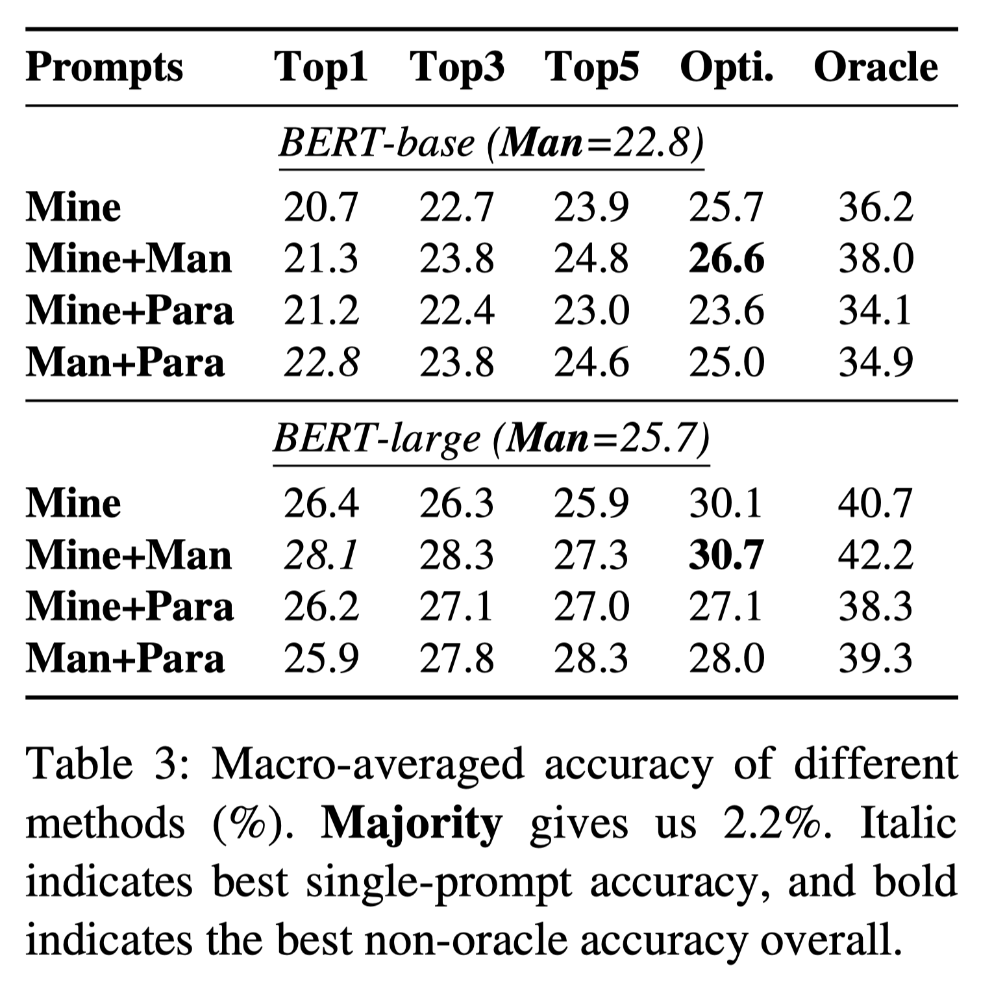 Prompts Top1 Top3 Top5 Opti. Oracle
BERT-base (Man=22.8)
Mine 20.7 22.7 23.9 25.7 36.2
Mine+Man 21.3 23.8 24.8 26.6 38.0
Mine+Para 21.2 22.4 23.0 23.6 34.1
Man+Para 22.8 23.8 24.6 25.0 34.9
BERT-large (Man=25.7)
Mine 26.4 26.3 25.9 30.1 40.7
Mine+Man 28.1 28.3 27.3 30.7 42.2
Mine+Para 26.2 27.1 27.0 27.1 38.3
Man+Para 25.9 27.8 28.3 28.0 39.3
Table 3: Macro-averaged accuracy of different
methods (%). Majority gives us 2.2%. Italic
indicates best single-prompt accuracy, and bold
indicates the best non-oracle accuracy overall.